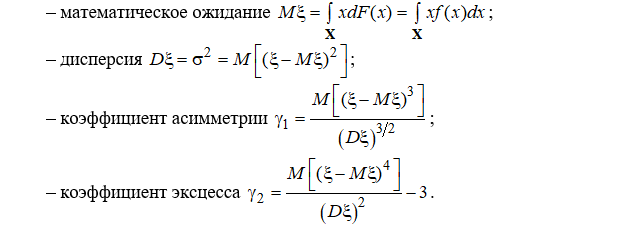 – математическое ожидание Mξ = ∫ xdF(x) = ∫ xf(x)dx ;
X X
– дисперсия Dξ = σ² = M[(ξ – Mξ)²];
– коэффициент асимметрии γ₁ = M[(ξ – Mξ)³] / (Dξ)^{3/2} ;
– коэффициент эксцесса γ₂ = M[(ξ – Mξ)⁴] / (Dξ)² – 3 .